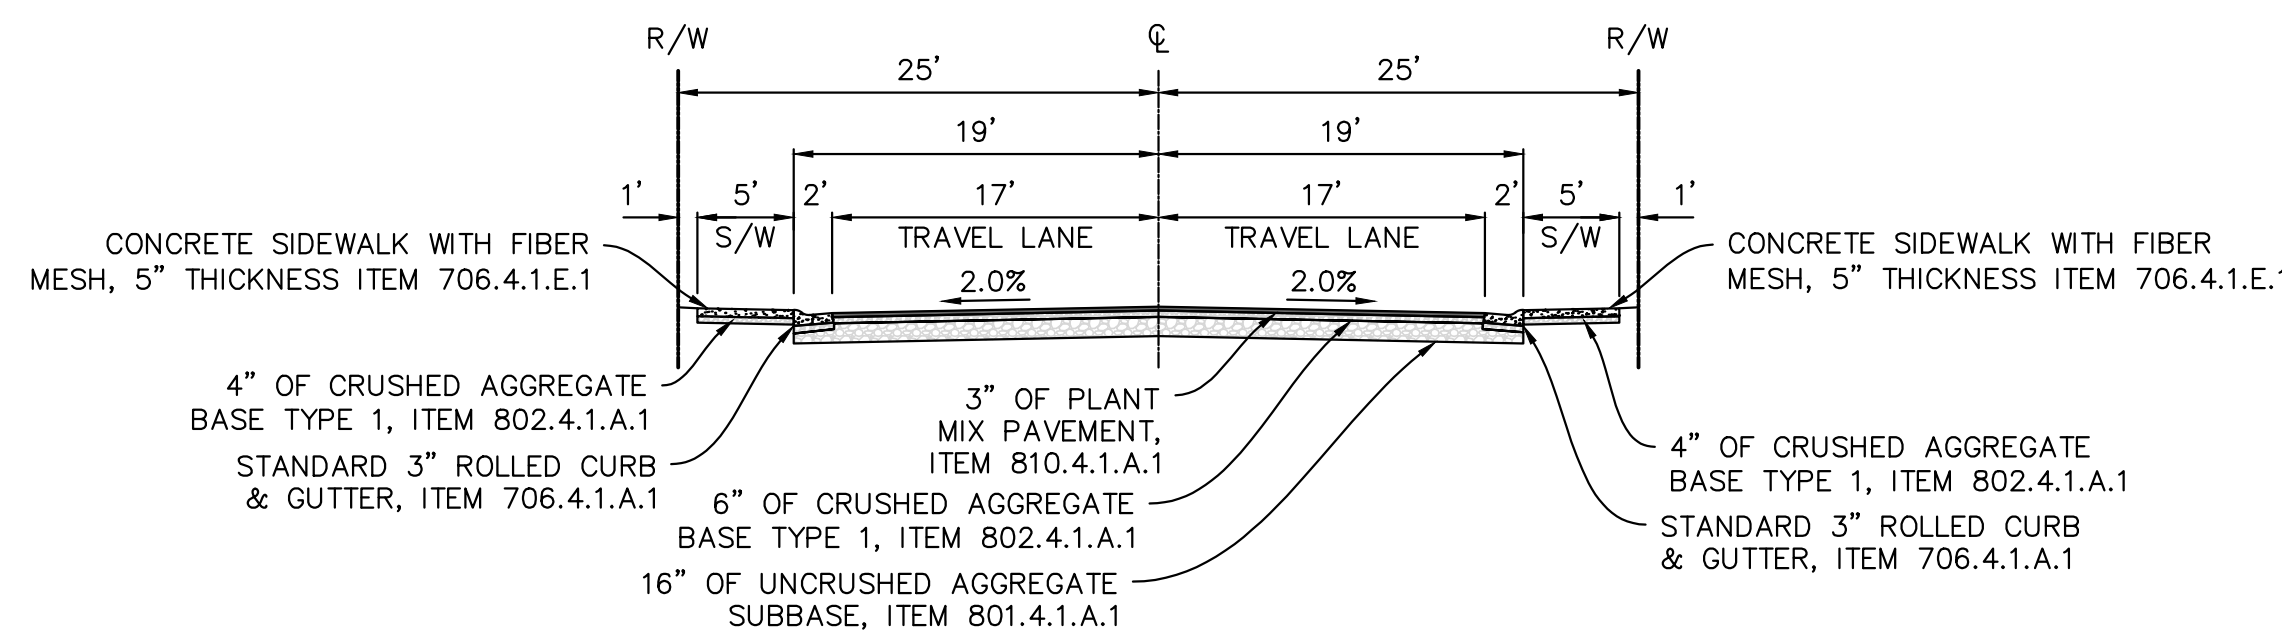 R/W
℄
R/W
25’
25’
19’
19’
1’
5’
2’
17’
17’
2’
5’
1’
S/W
TRAVEL LANE
TRAVEL LANE
S/W
2.0%
2.0%
CONCRETE SIDEWALK WITH FIBER
MESH, 5” THICKNESS ITEM 706.4.1.E.1
CONCRETE SIDEWALK WITH FIBER
MESH, 5” THICKNESS ITEM 706.4.1.E.1
4” OF CRUSHED AGGREGATE
BASE TYPE 1, ITEM 802.4.1.A.1
STANDARD 3” ROLLED CURB
& GUTTER, ITEM 706.4.1.A.1
3” OF PLANT
MIX PAVEMENT,
ITEM 810.4.1.A.1
6” OF CRUSHED AGGREGATE
BASE TYPE 1, ITEM 802.4.1.A.1
16” OF UNCRUSHED AGGREGATE
SUBBASE, ITEM 801.4.1.A.1
4” OF CRUSHED AGGREGATE
BASE TYPE 1, ITEM 802.4.1.A.1
STANDARD 3” ROLLED CURB
& GUTTER, ITEM 706.4.1.A.1